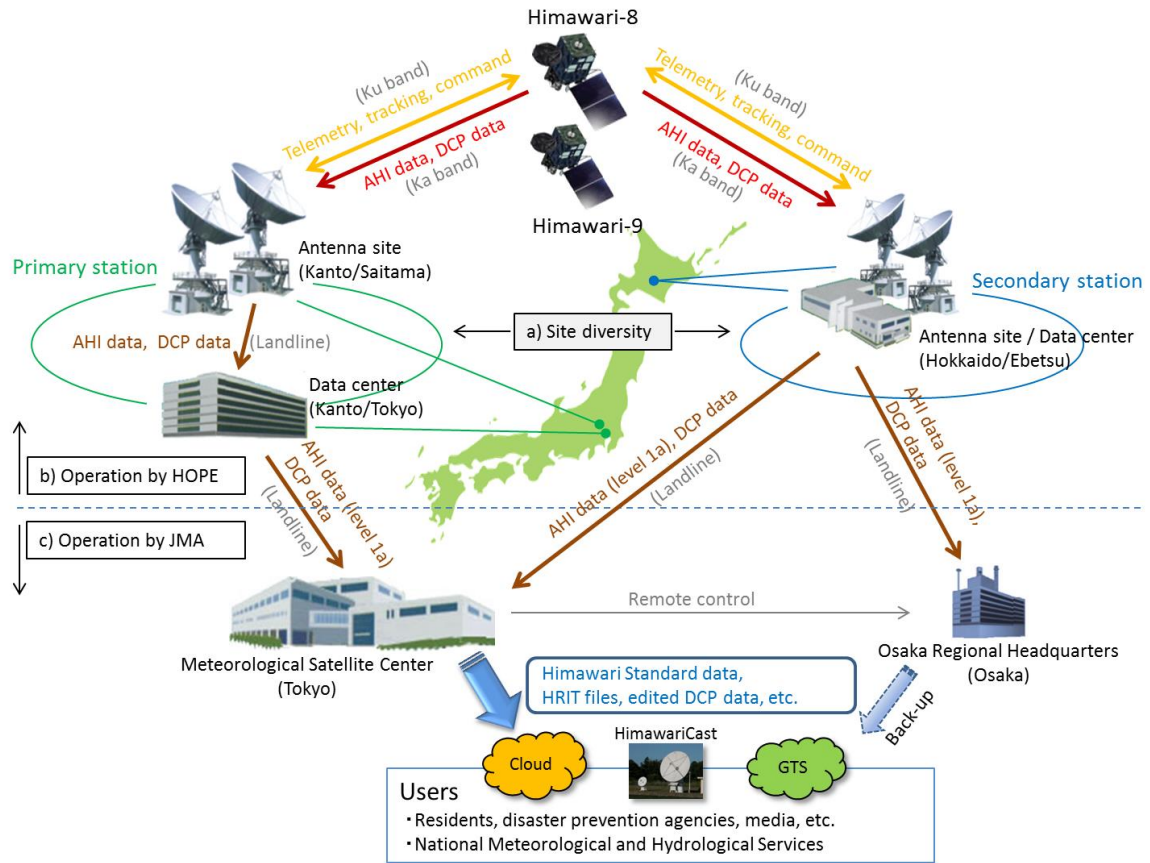 Himawari-8
(Ku band)
Telemetry, tracking, command
AHI data, DCP data
(Ka band)
(Ku band)
Telemetry, tracking, command
AHI data, DCP data
(Ka band)
Himawari-9
Primary station
Antenna site
(Kanto/Saitama)
Secondary station
a) Site diversity
Antenna site / Data center
(Hokkaido/Ebetsu)
AHI data, DCP data (Landline)
Data center
(Kanto/Tokyo)
b) Operation by HOPE
c) Operation by JMA
AHI data (level 1a)
DCP data
(Landline)
AHI data (level 1a), DCP data
(Landline)
AHI data (level 1a),
DCP data
(Landline)
Remote control
Meteorological Satellite Center
(Tokyo)
Osaka Regional Headquarters
(Osaka)
Himawari Standard data,
HRIT files, edited DCP data, etc.
Back-up
Cloud
HimawariCast
GTS
Users
・Residents, disaster prevention agencies, media, etc.
・National Meteorological and Hydrological Services